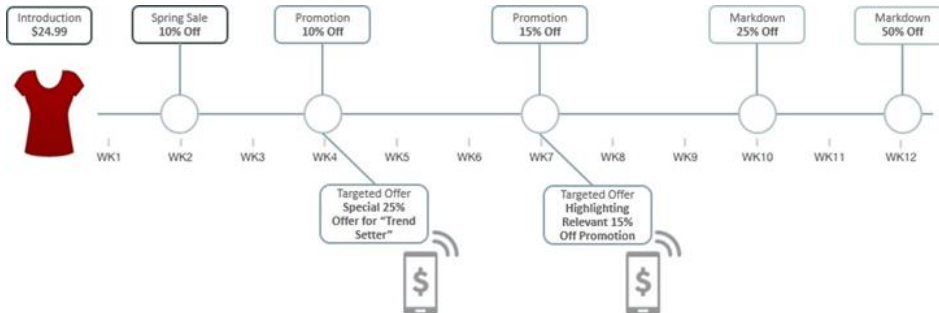 Introduction
$24.99
Spring Sale
10% Off
Promotion
10% Off
Promotion
15% Off
Markdown
25% Off
Markdown
50% Off
WK1
WK2
WK3
WK4
WK5
WK6
WK7
WK8
WK9
WK10
WK11
WK12
Targeted Offer
Special 25%
Offer for “Trend
Setter”
Targeted Offer
Highlighting
Relevant 15%
Off Promotion
$
$